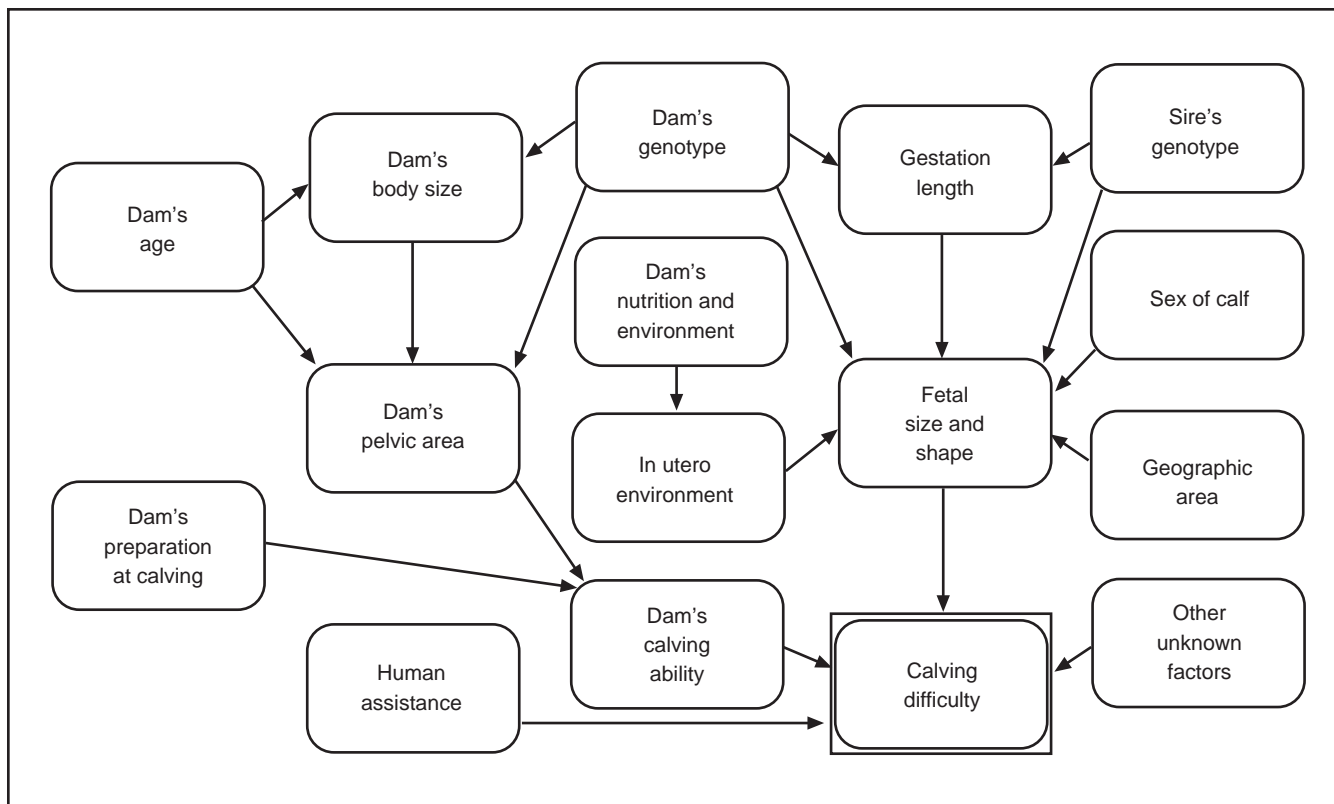 Dam’s
genotype
Sire’s
genotype
Dam’s
body size
Gestation
length
Dam’s
age
Dam’s
nutrition and
environment
Sex of calf
Dam’s
pelvic area
Fetal
size and
shape
In utero
environment
Geographic
area
Dam’s
preparation
at calving
Dam’s
calving
ability
Other
unknown
factors
Human
assistance
Calving
difficulty